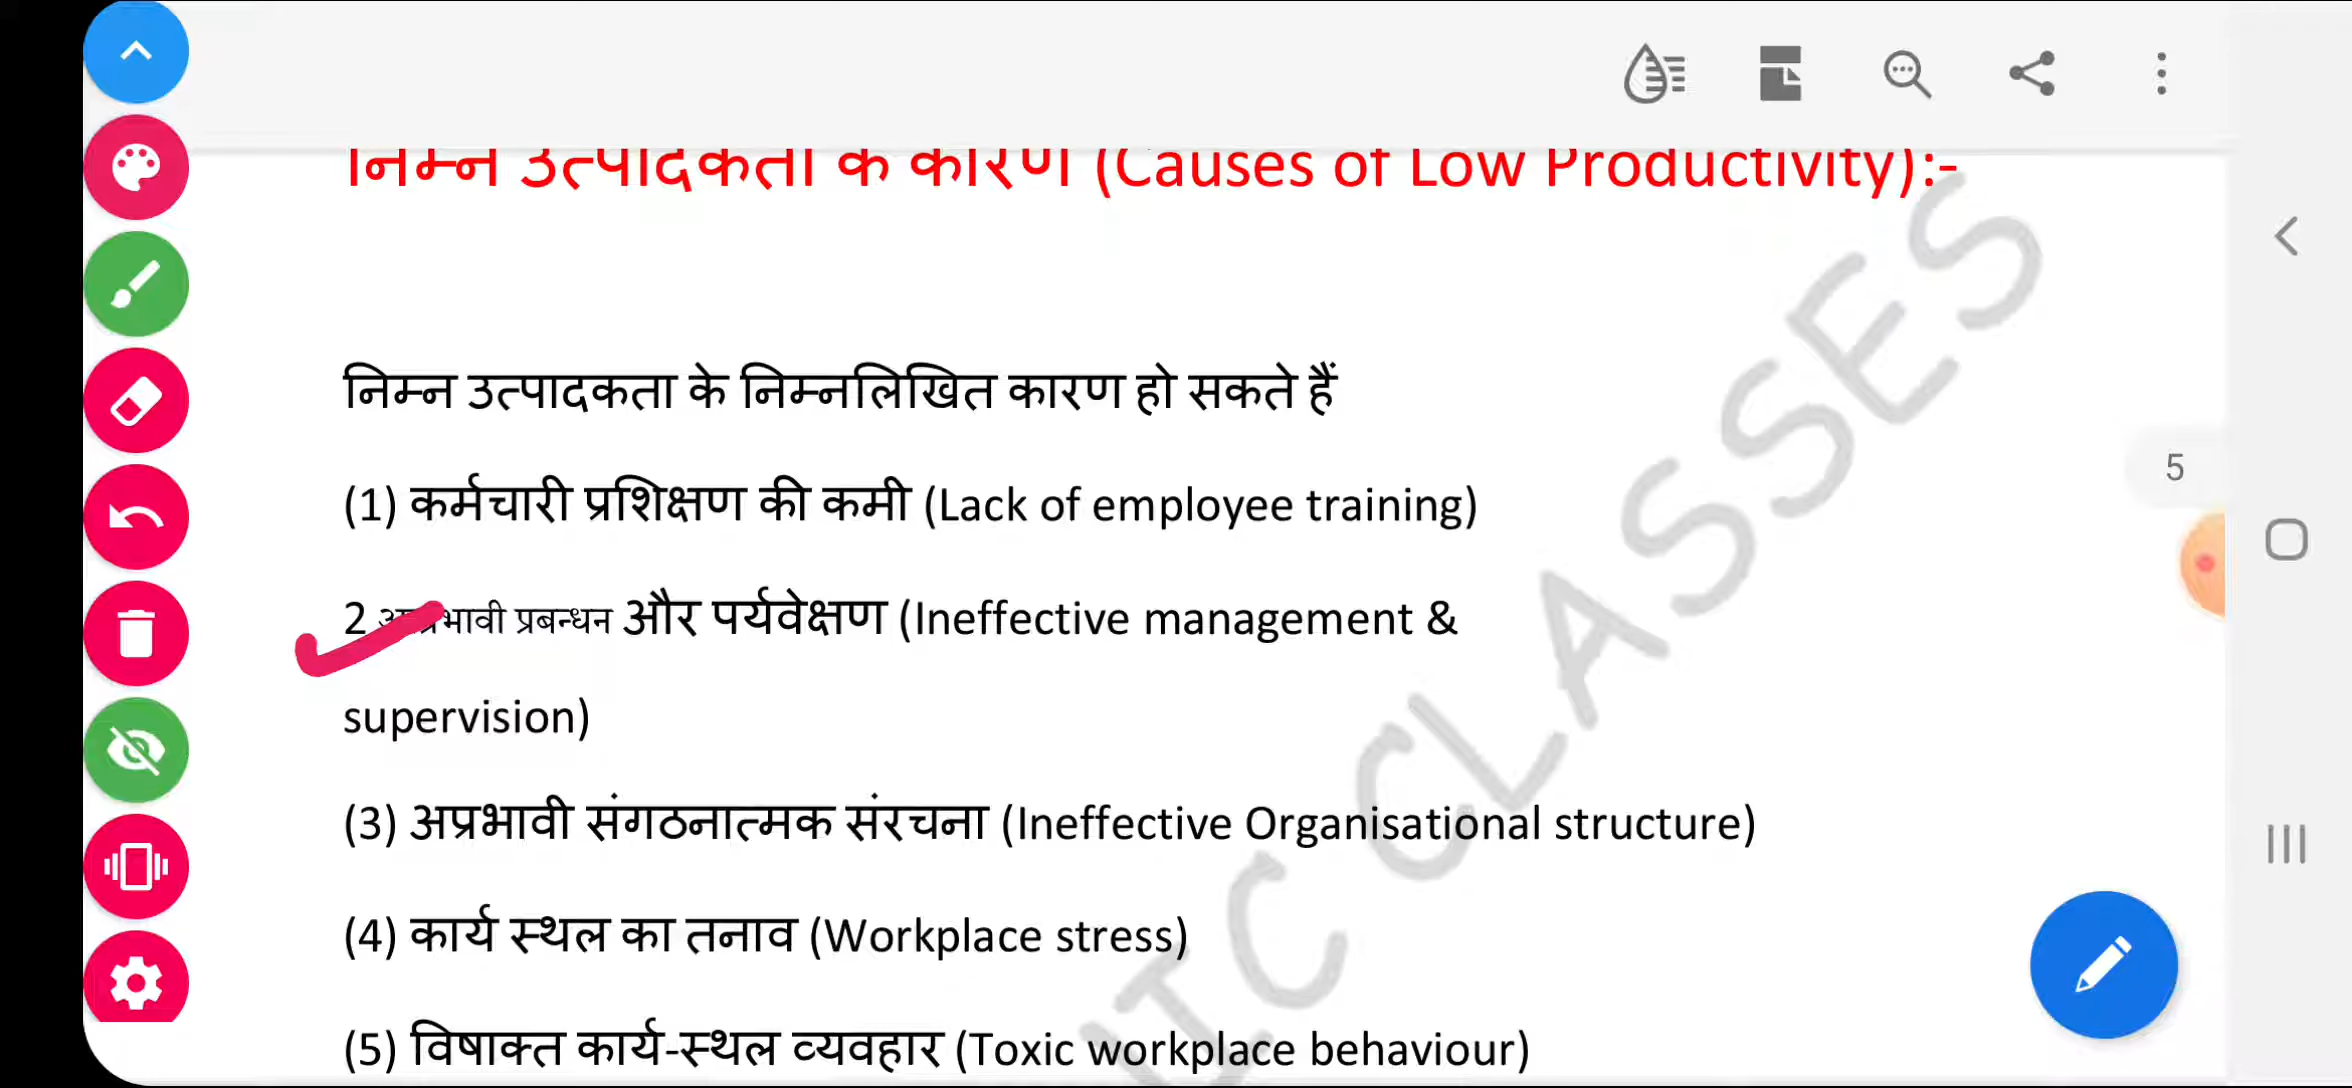 निम्न उत्पादकता के कारण (Causes of Low Productivity):-
निम्न उत्पादकता के निम्नलिखित कारण हो सकते हैं
(1) कर्मचारी प्रशिक्षण की कमी (Lack of employee training)
5
2 अप्रभावी प्रबन्धन और पर्यवेक्षण (Ineffective management &
supervision)
(3) अप्रभावी संगठनात्मक संरचना (Ineffective Organisational structure)
(4) कार्य स्थल का तनाव (Workplace stress)
(5) विषाक्त कार्य-स्थल व्यवहार (Toxic workplace behaviour)
CLASSES